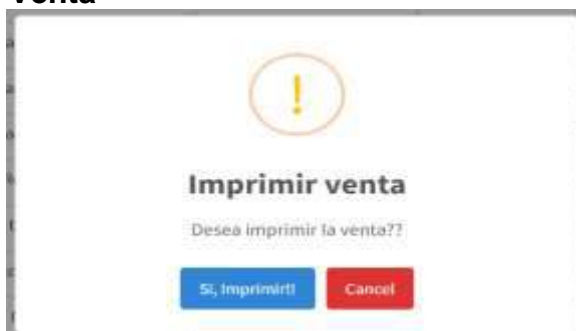 Venta
!
Imprimir venta
Desea imprimir la venta??
Si, Imprimir!!
Cancel